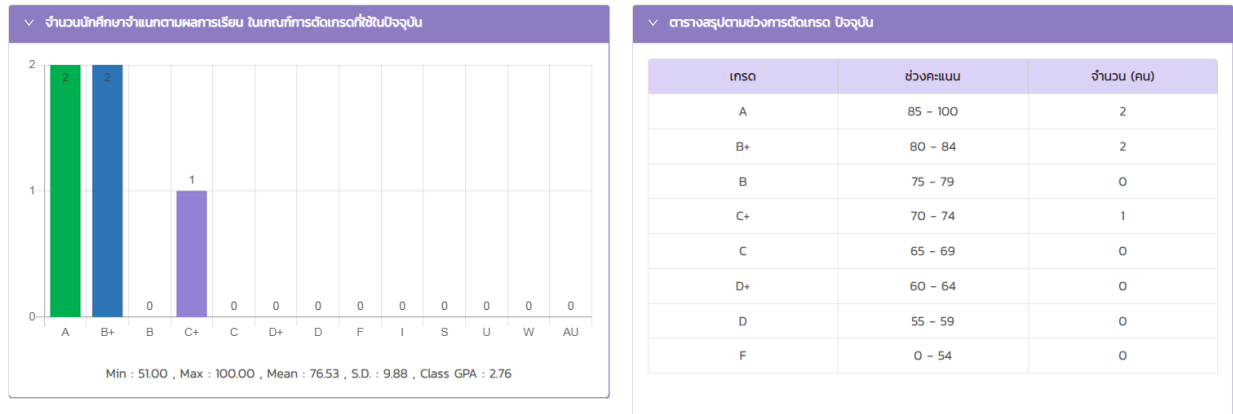 จำนวนนักศึกษาจำแนกตามผลการเรียน ในเกณฑ์การตัดเกรดที่ใช้ในปัจจุบัน
2
1
0
2 2 0 1 0 0 0 0 0 0 0 0 0
A B+ B C+ C D+ D F I S U W AU
Min : 51.00 , Max : 100.00 , Mean : 76.53 , S.D. : 9.88 , Class GPA : 2.76
ตารางสรุปตามช่วงการตัดเกรด ปัจจุบัน
เกรด ช่วงคะแนน จำนวน (คน)
A 85 - 100 2
B+ 80 - 84 2
B 75 - 79 0
C+ 70 - 74 1
C 65 - 69 0
D+ 60 - 64 0
D 55 - 59 0
F 0 - 54 0